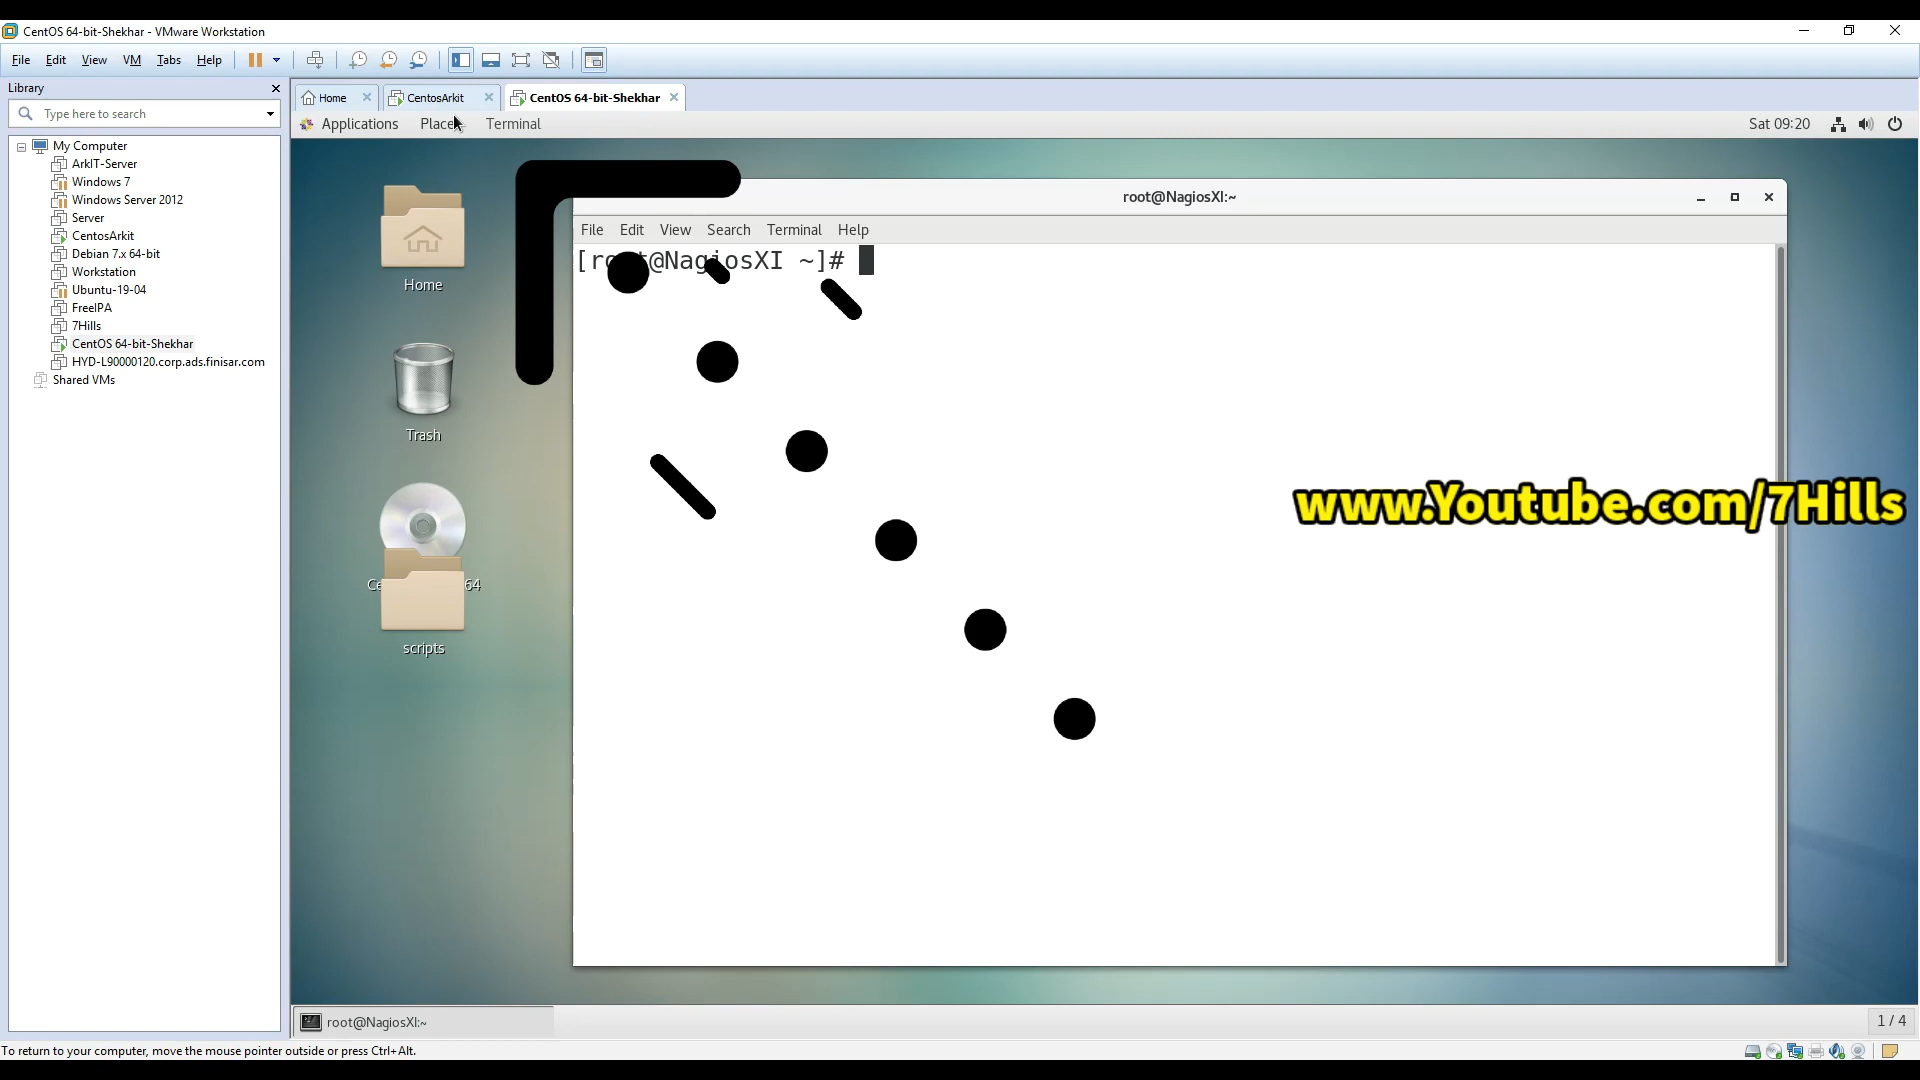 CentOS 64-bit-Shekhar - VMware Workstation
File Edit View VM Tabs Help
Library
Type here to search
My Computer
ArkIT-Server
Windows 7
Windows Server 2012
Server
CentosArkit
Debian 7.x 64-bit
Workstation
Ubuntu-19-04
FreeIPA
7Hills
CentOS 64-bit-Shekhar
HYD-L90000120.corp.ads.finisar.com
Shared VMs
Home CentosArkit CentOS 64-bit-Shekhar
Applications Terminal
Sat 09:20
Home
Trash
scripts
root@NagiosXI:~
File Edit View Search Terminal Help
[root@NagiosXI ~]#
www.Youtube.com/7Hills
root@NagiosXI:~
1 / 4
To return to your computer, move the mouse pointer outside or press Ctrl+Alt.